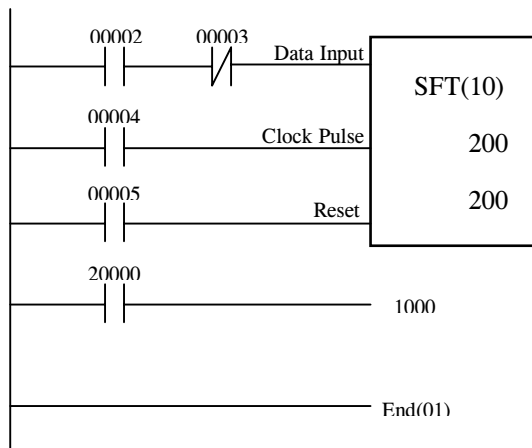 00002 00003
Data Input
SFT(10)
00004
Clock Pulse
200
00005
Reset
200
20000
1000
End(01)